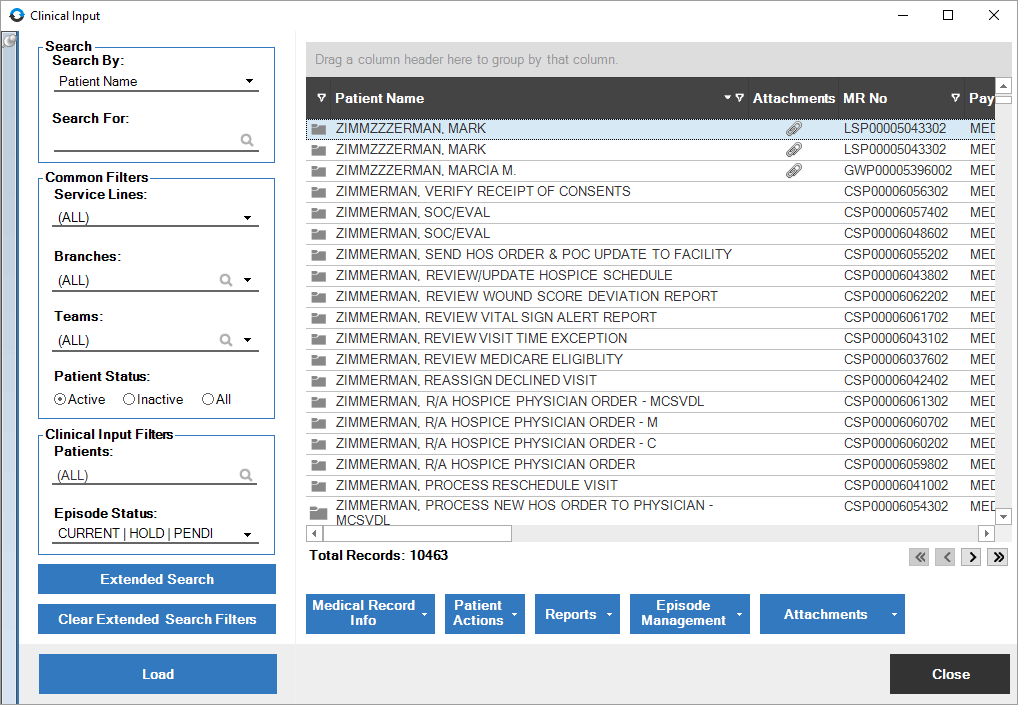 Clinical Input
Search
Search By:
Patient Name
Search For:
Common Filters
Service Lines:
(ALL)
Branches:
(ALL)
Teams:
(ALL)
Patient Status:
Active Inactive All
Clinical Input Filters
Patients:
(ALL)
Episode Status:
CURRENT | HOLD | PENDI
Extended Search
Clear Extended Search Filters
Load
Drag a column header here to group by that column.
Patient Name Attachments MR No Pay
ZIMMZZZERMAN, MARK LSP00005043302 MED
ZIMMZZZERMAN, MARK LSP00005043302 MED
ZIMMZZZERMAN, MARCIA M. GWP00005396002 MED
ZIMMERMAN, VERIFY RECEIPT OF CONSENTS CSP00006056302 MED
ZIMMERMAN, SOC/EVAL CSP00006057402 MED
ZIMMERMAN, SOC/EVAL CSP00006048602 MED
ZIMMERMAN, SEND HOS ORDER & POC UPDATE TO FACILITY CSP00006055202 MED
ZIMMERMAN, REVIEW/UPDATE HOSPICE SCHEDULE CSP00006043802 MED
ZIMMERMAN, REVIEW WOUND SCORE DEVIATION REPORT CSP00006062202 MED
ZIMMERMAN, REVIEW VITAL SIGN ALERT REPORT CSP00006061702 MED
ZIMMERMAN, REVIEW VISIT TIME EXCEPTION CSP00006043102 MED
ZIMMERMAN, REVIEW MEDICARE ELIGIBLITY CSP00006037602 MED
ZIMMERMAN, REASSIGN DECLINED VISIT CSP00006042402 MED
ZIMMERMAN, R/A HOSPICE PHYSICIAN ORDER - MCSVDL CSP00006061302 MED
ZIMMERMAN, R/A HOSPICE PHYSICIAN ORDER - M CSP00006060702 MED
ZIMMERMAN, R/A HOSPICE PHYSICIAN ORDER - C CSP00006060202 MED
ZIMMERMAN, R/A HOSPICE PHYSICIAN ORDER CSP00006059802 MED
ZIMMERMAN, PROCESS RESCHEDULE VISIT CSP00006041002 MED
ZIMMERMAN, PROCESS NEW HOS ORDER TO PHYSICIAN - CSP00006054302 MED
MCSVDL
Total Records: 10463
Medical Record
Info
Patient
Actions
Reports
Episode
Management
Attachments
Close